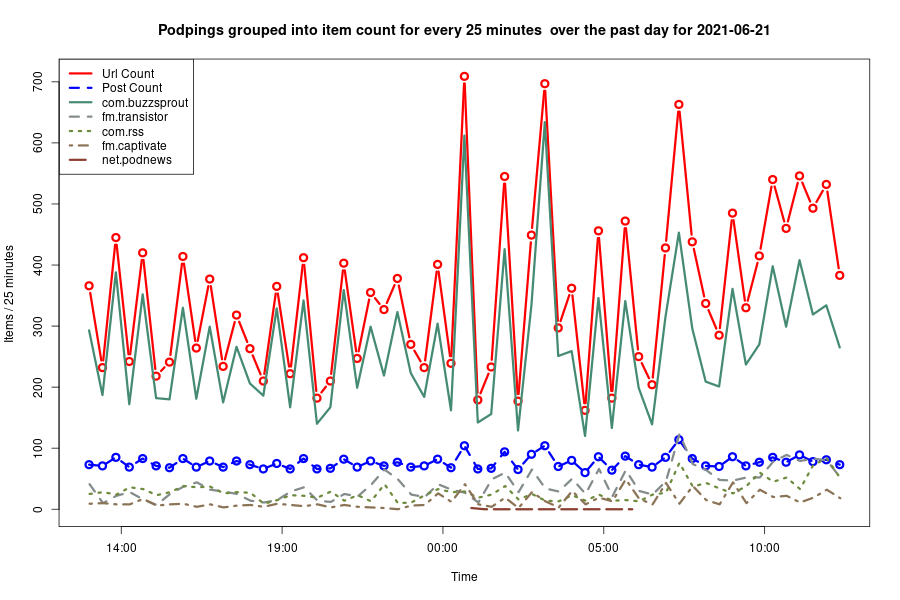 Podpings grouped into item count for every 25 minutes  over the past day for 2021-06-21
Url Count
Post Count
com.buzzsprout
fm.transistor
com.rss
fm.captivate
net.podnews
Items / 25 minutes
700
600
500
400
300
200
100
0
14:00 19:00 00:00 05:00 10:00
Time